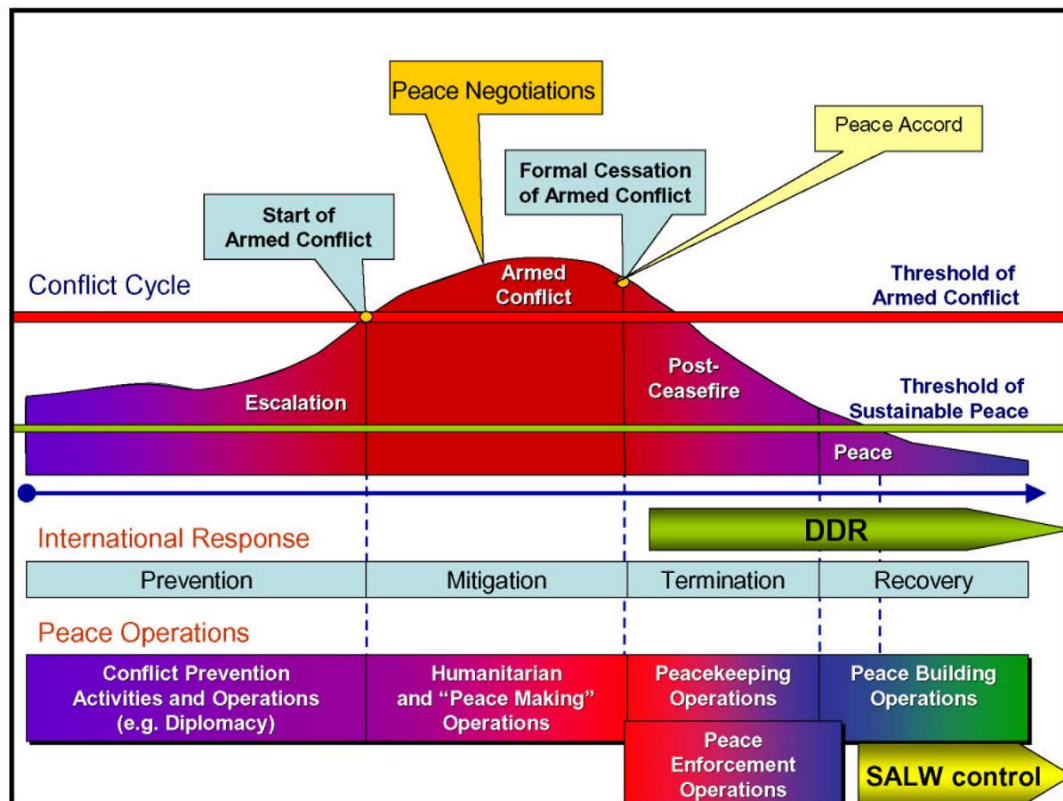 Peace Negotiations
Peace Accord
Formal Cessation
of Armed Conflict
Start of
Armed Conflict
Armed
Conflict
Conflict Cycle
Threshold of
Armed Conflict
Escalation
Post-
Ceasefire
Threshold of
Sustainable Peace
Peace
International Response
DDR
Prevention
Mitigation
Termination
Recovery
Peace Operations
Conflict Prevention
Activities and Operations
(e.g. Diplomacy)
Humanitarian
and “Peace Making”
Operations
Peacekeeping
Operations
Peace Building
Operations
Peace
Enforcement
Operations
SALW control